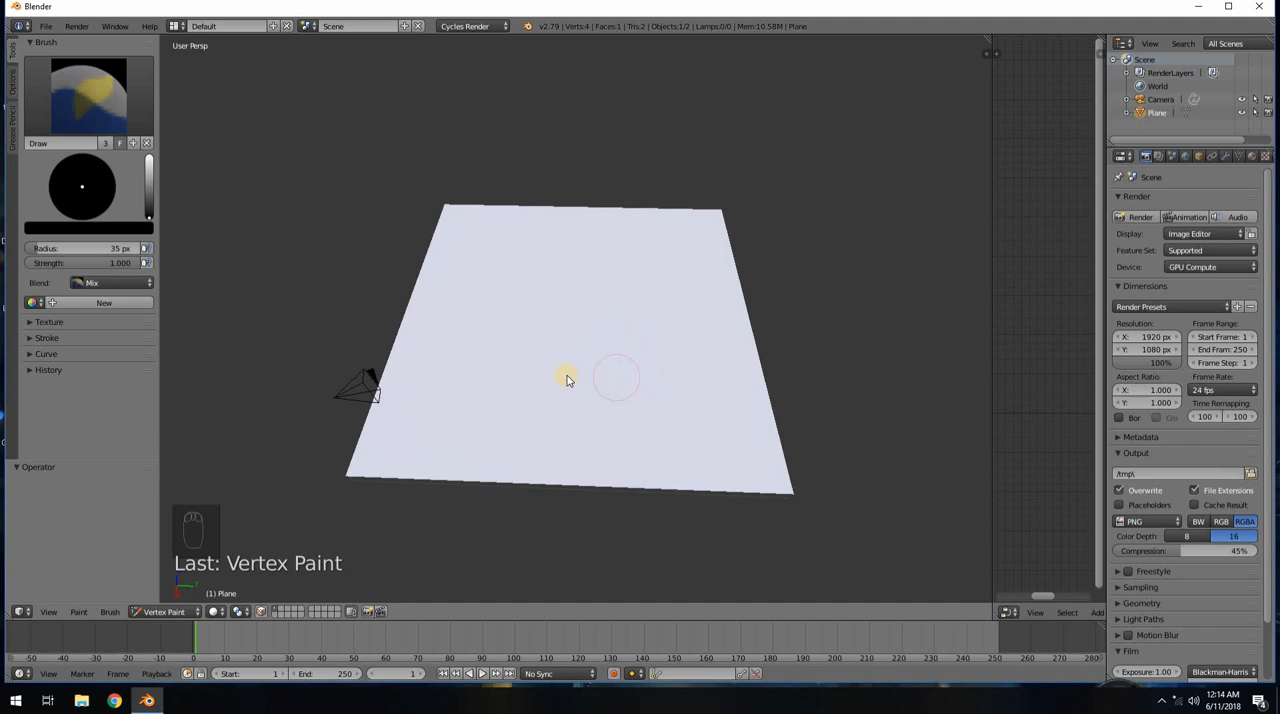 Blender
File Render Window Help Default Scene Cycles Render v2.79 | Verts:4 | Faces:1 | Tris:2 | Objects:1/2 | Lamps:0/0 | Mem:10.58M | Plane
Tools
Options
Grease Pencil
Brush
Draw 3 F
Radius: 35 px
Strength: 1.000
Blend: Mix
New
Texture
Stroke
Curve
History
Operator
User Persp
Last: Vertex Paint
(1) Plane
View Paint Brush Vertex Paint
View Select Add
View Search All Scenes
Scene
RenderLayers
World
Camera
Plane
Scene
Render
Render Animation Audio
Display: Image Editor
Feature Set: Supported
Device: GPU Compute
Dimensions
Render Presets
Resolution: Frame Range:
X: 1920 px Start Frame: 1
Y: 1080 px End Fram: 250
100% Frame Step: 1
Aspect Ratio: Frame Rate:
X: 1.000 24 fps
Y: 1.000 Time Remapping:
Bor Cro 100 100
Metadata
Output
/tmp\
Overwrite File Extensions
Placeholders Cache Result
PNG BW RGB RGBA
Color Depth: 8 16
Compression: 45%
Freestyle
Sampling
Geometry
Light Paths
Motion Blur
Film
Exposure: 1.00 Blackman-Harris
-50 -40 -30 -20 -10 0 10 20 30 40 50 60 70 80 90 100 110 120 130 140 150 160 170 180 190 200 210 220 230 240 250 260 270 280
View Marker Frame Playback Start: 1 End: 250 1 No Sync
12:14 AM
6/11/2018
4